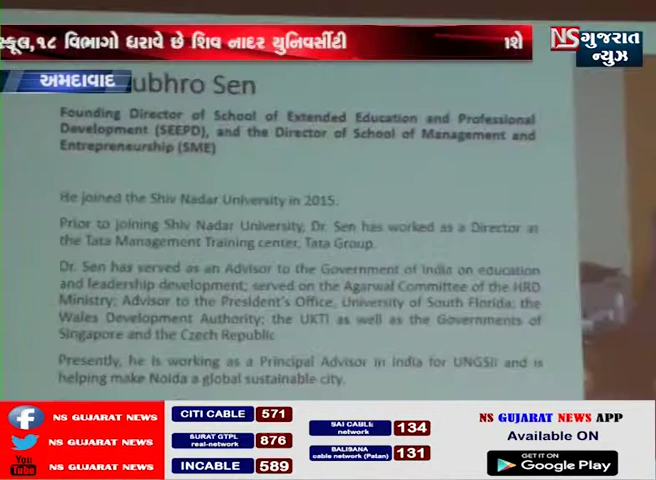 સ્કૂલ,૧૮ વિભાગો ધરાવે છે શિવ નાદર યુનિવર્સીટી
શે
NS ગુજરાત
ન્યુઝ
અમદાવાદ
ubhro Sen
Founding Director of School of Extended Education and Professional
Development (SEEPD), and the Director of School of Management and
Entrepreneurship (SME)
He joined the Shiv Nadar University in 2015.
Prior to joining Shiv Nadar University, Dr. Sen has worked as a Director at
the Tata Management Training center, Tata Group.
Dr. Sen has served as an Advisor to the Government of India on education
and leadership development; served on the Agarwal Committee of the HRD
Ministry; Advisor to the President's Office, University of South Florida; the
Wales Development Authority; the UKTI as well as the Governments of
Singapore and the Czech Republic
Presently, he is working as a Principal Advisor in India for UNGSII and is
helping make Noida a global sustainable city.
NS GUJARAT NEWS
NS GUJARAT NEWS
You Tube NS GUJARAT NEWS
CITI CABLE 571
SURAT GTPL real-network 876
INCABLE 589
SAI CABLE network 134
BALISANA cable network (Patan) 131
NS GUJARAT NEWS APP
Available ON
GET IT ON
Google Play